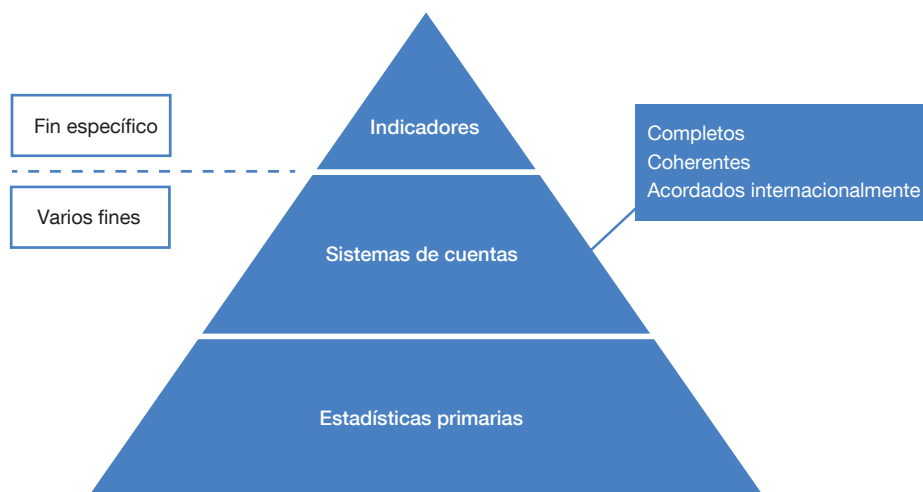 Fin específico
Varios fines
Indicadores
Sistemas de cuentas
Estadísticas primarias
Completos
Coherentes
Acordados internacionalmente